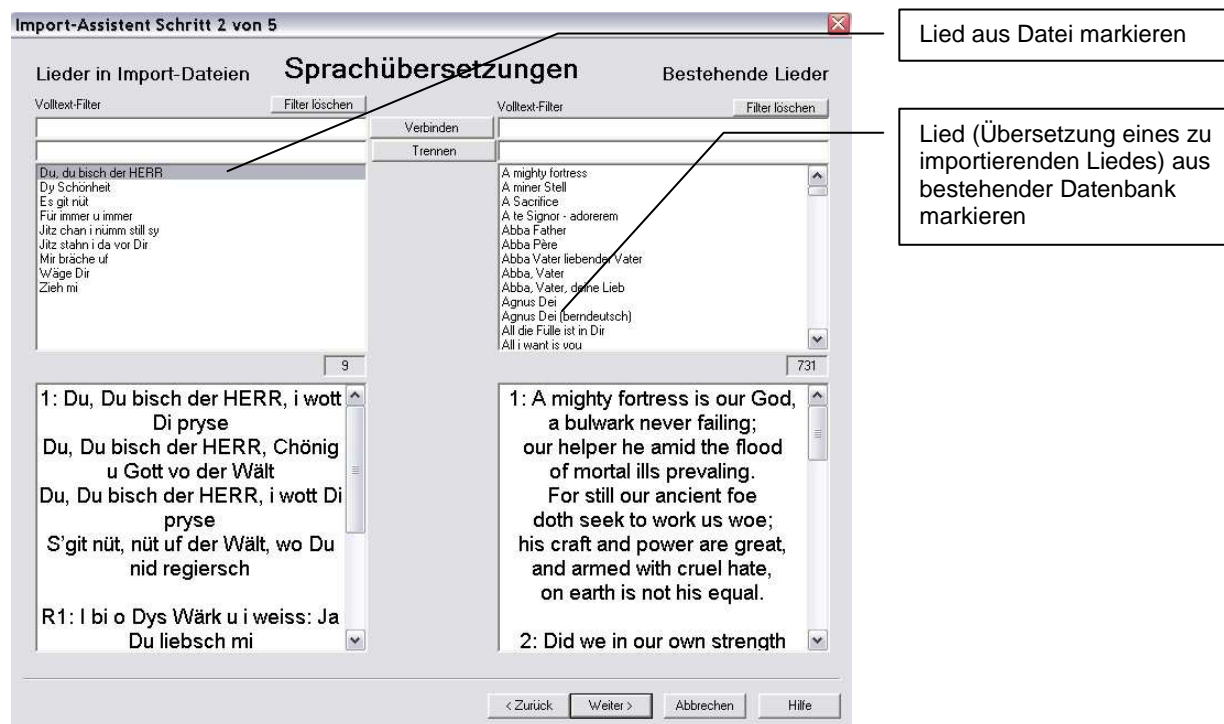 Import-Assistent Schritt 2 von 5
Lieder in Import-Dateien
Sprachübersetzungen
Bestehende Lieder
Volltext-Filter
Filter löschen
Verbinden
Trennen
Volltext-Filter
Filter löschen
Du, du bisch der HERR
Dy Schönheit
Es git nüt
Für immer u immer
Jitz chan i nümm still sy
Jitz stahn i da vor Dir
Mir bräche uf
Wäge Dir
Zieh mi
9
A mighty fortress
A miner Stell
A Sacrifice
A te Signor - adorerem
Abba Father
Abba Père
Abba Vater liebender Vater
Abba, Vater
Abba, Vater, deine Lieb
Agnus Dei
Agnus Dei (berndeutsch)
All die Fülle ist in Dir
All i want is you
731
1: Du, Du bisch der HERR, i wott
Di pryse
Du, Du bisch der HERR, Chönig
u Gott vo der Wält
Du, Du bisch der HERR, i wott Di
pryse
S'git nüt, nüt uf der Wält, wo Du
nid regiersch
R1: I bi o Dys Wärk u i weiss: Ja
Du liebsch mi
1: A mighty fortress is our God,
a bulwark never failing;
our helper he amid the flood
of mortal ills prevaling.
For still our ancient foe
doth seek to work us woe;
his craft and power are great,
and armed with cruel hate,
on earth is not his equal.
2: Did we in our own strength
< Zurück
Weiter >
Abbrechen
Hilfe
Lied aus Datei markieren
Lied (Übersetzung eines zu
importierenden Liedes) aus
bestehender Datenbank
markieren